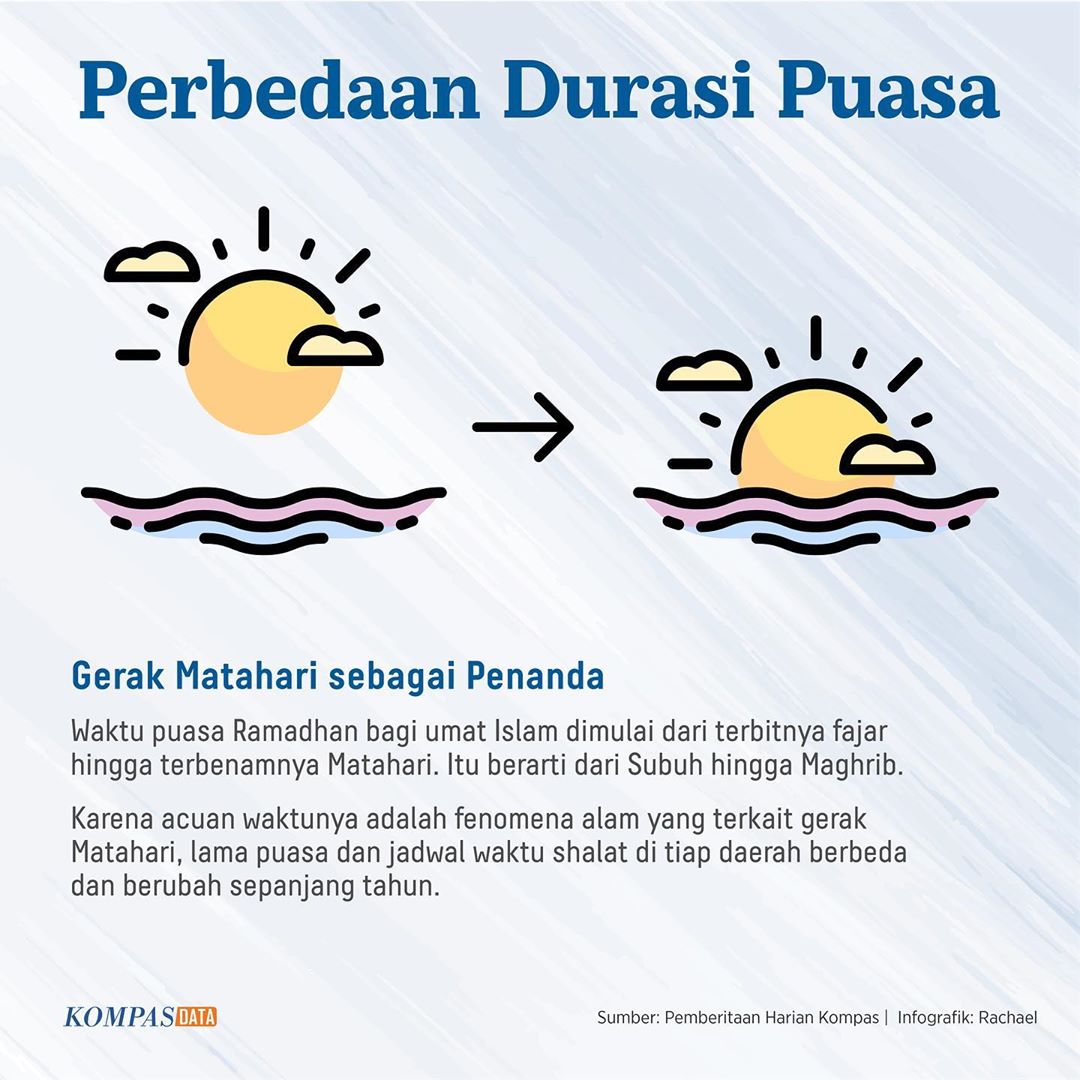 Perbedaan Durasi Puasa
Gerak Matahari sebagai Penanda
Waktu puasa Ramadhan bagi umat Islam dimulai dari terbitnya fajar
hingga terbenamnya Matahari. Itu berarti dari Subuh hingga Maghrib.
Karena acuan waktunya adalah fenomena alam yang terkait gerak
Matahari, lama puasa dan jadwal waktu shalat di tiap daerah berbeda
dan berubah sepanjang tahun.
KOMPAS DATA
Sumber: Pemberitaan Harian Kompas | Infografik: Rachael